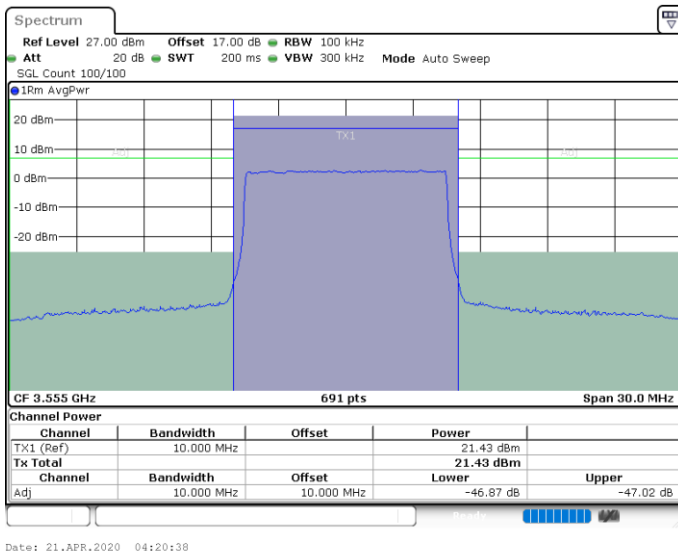 Spectrum
Ref Level 27.00 dBm Offset 17.00 dB RBW 100 kHz
Att 20 dB SWT 200 ms VBW 300 kHz Mode Auto Sweep
SGL Count 100/100
1Rm AvgPwr
20 dBm
TX1
10 dBm
Adj Adj
0 dBm
-10 dBm
-20 dBm
CF 3.555 GHz 691 pts Span 30.0 MHz
Channel Power
Channel Bandwidth Offset Power
TX1 (Ref) 10.000 MHz 21.43 dBm
Tx Total 21.43 dBm
Channel Bandwidth Offset Lower Upper
Adj 10.000 MHz 10.000 MHz -46.87 dB -47.02 dB
Ready
Date: 21.APR.2020 04:20:38